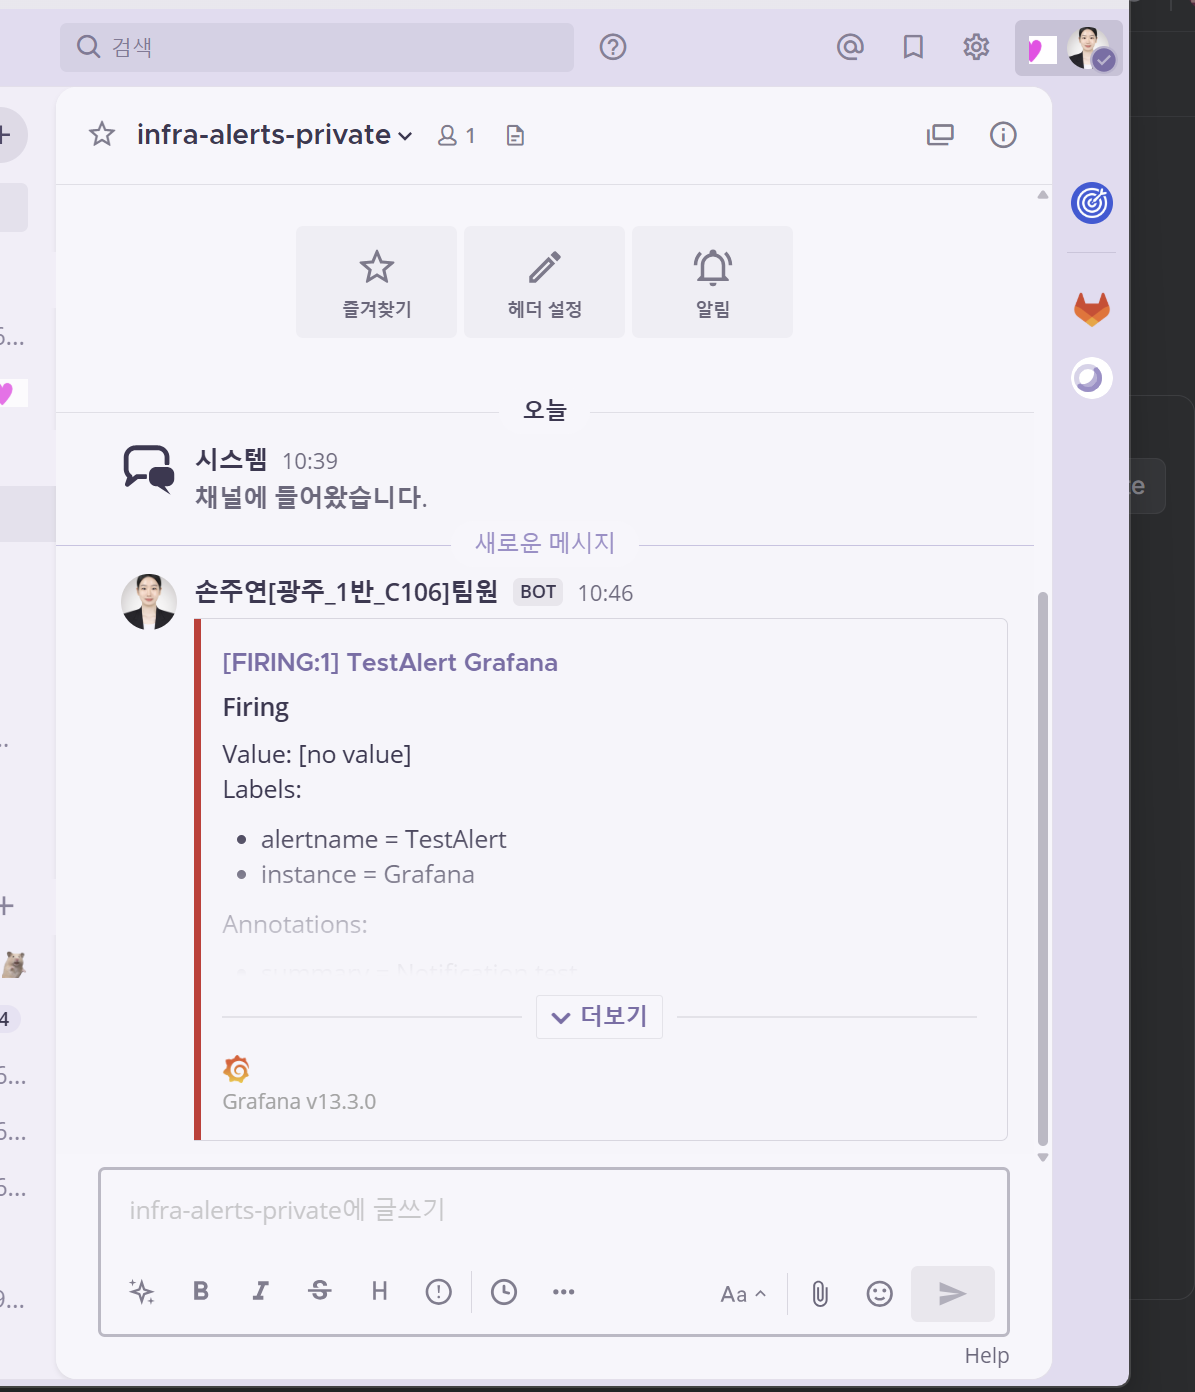 검색
infra-alerts-private
1
즐겨찾기
헤더 설정
알림
오늘
시스템 10:39
채널에 들어왔습니다.
새로운 메시지
손주연[광주_1반_C106]팀원 BOT 10:46
[FIRING:1] TestAlert Grafana
Firing
Value: [no value]
Labels:
• alertname = TestAlert
• instance = Grafana
Annotations:
• summary = Notification test
더보기
Grafana v13.3.0
infra-alerts-private에 글쓰기
B I S H
Aa
Help
4